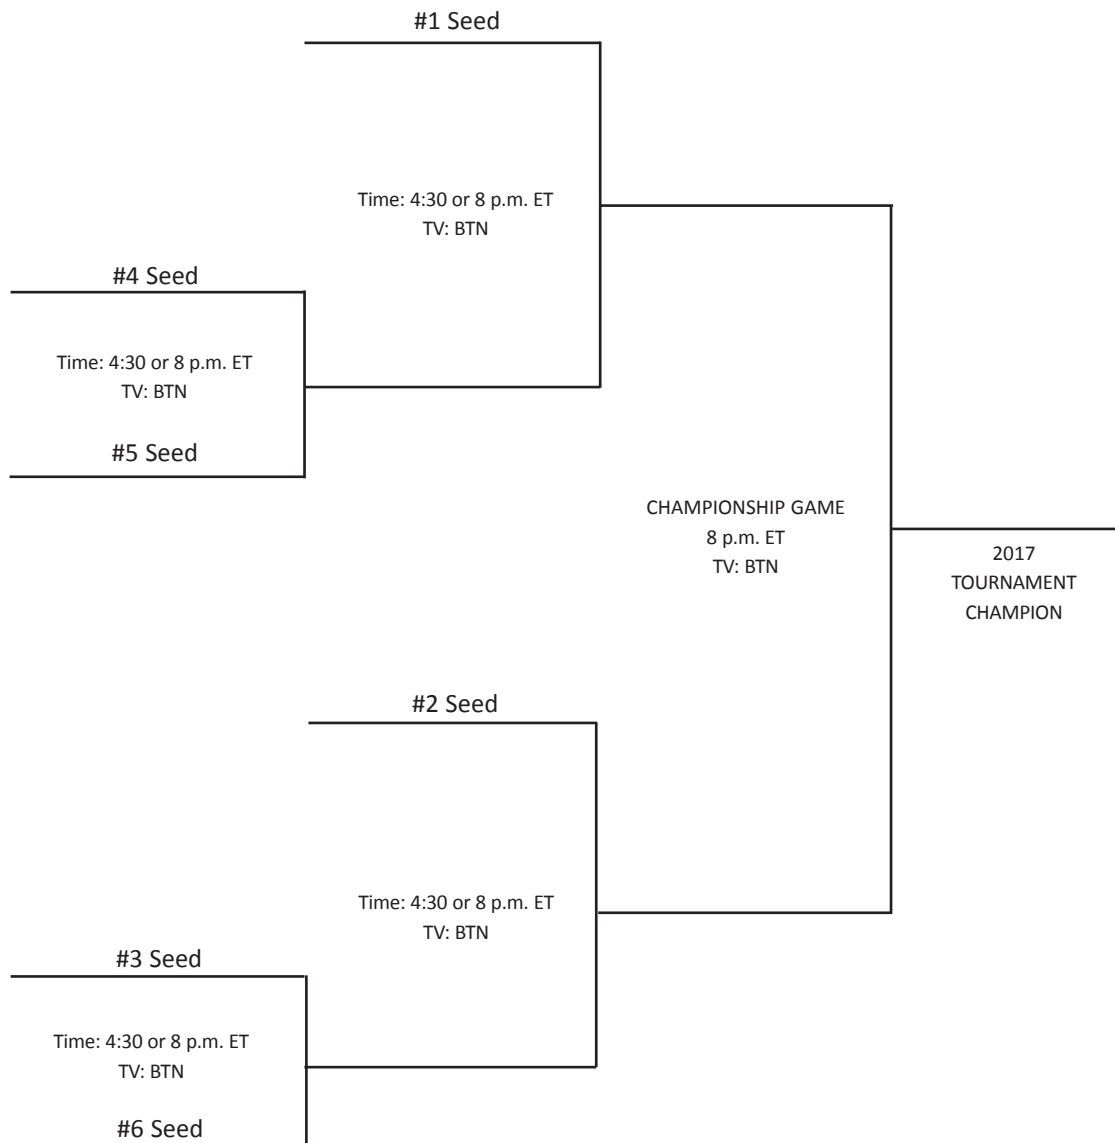 #1 Seed
Time: 4:30 or 8 p.m. ET
TV: BTN
#4 Seed
Time: 4:30 or 8 p.m. ET
TV: BTN
#5 Seed
CHAMPIONSHIP GAME
8 p.m. ET
TV: BTN
2017
TOURNAMENT
CHAMPION
#2 Seed
Time: 4:30 or 8 p.m. ET
TV: BTN
#3 Seed
Time: 4:30 or 8 p.m. ET
TV: BTN
#6 Seed